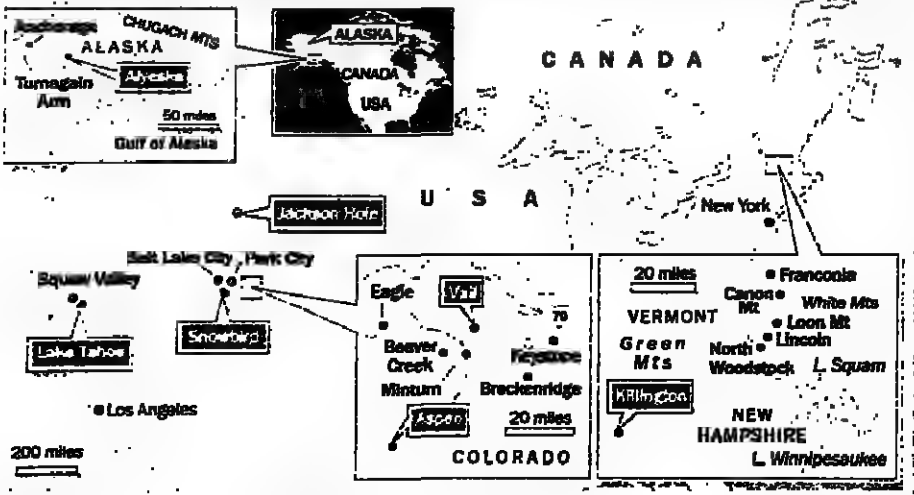 Anchorage
CHUGACH MTS
ALASKA
Alyeska
Turnagain
Arm
50 miles
Gulf of Alaska
ALASKA
CANADA
USA
CANADA
USA
Jackson Hole
New York
Salt Lake City
Park City
Squaw Valley
Lake Tahoe
Snowbird
Los Angeles
200 miles
Eagle
Vail
70
Beaver
Creek
Keystone
Minturn
Breckenridge
Aspen
20 miles
COLORADO
20 miles
Franconia
Canon
Mt
White Mts
VERMONT
Loon Mt
Green
Mts
Lincoln
North
Woodstock
L. Squam
Killington
NEW
HAMPSHIRE
L. Winnipesaukee